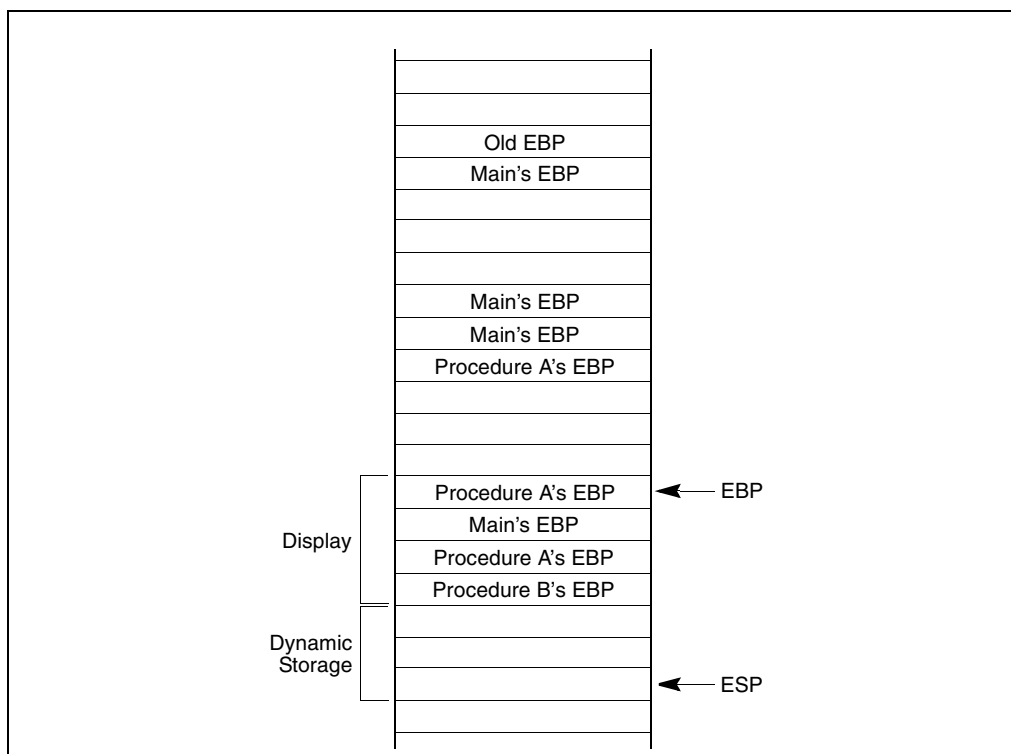 Old EBP
Main's EBP
Main's EBP
Main's EBP
Procedure A's EBP
Procedure A's EBP
EBP
Main's EBP
Display
Procedure A's EBP
Procedure B's EBP
Dynamic
Storage
ESP